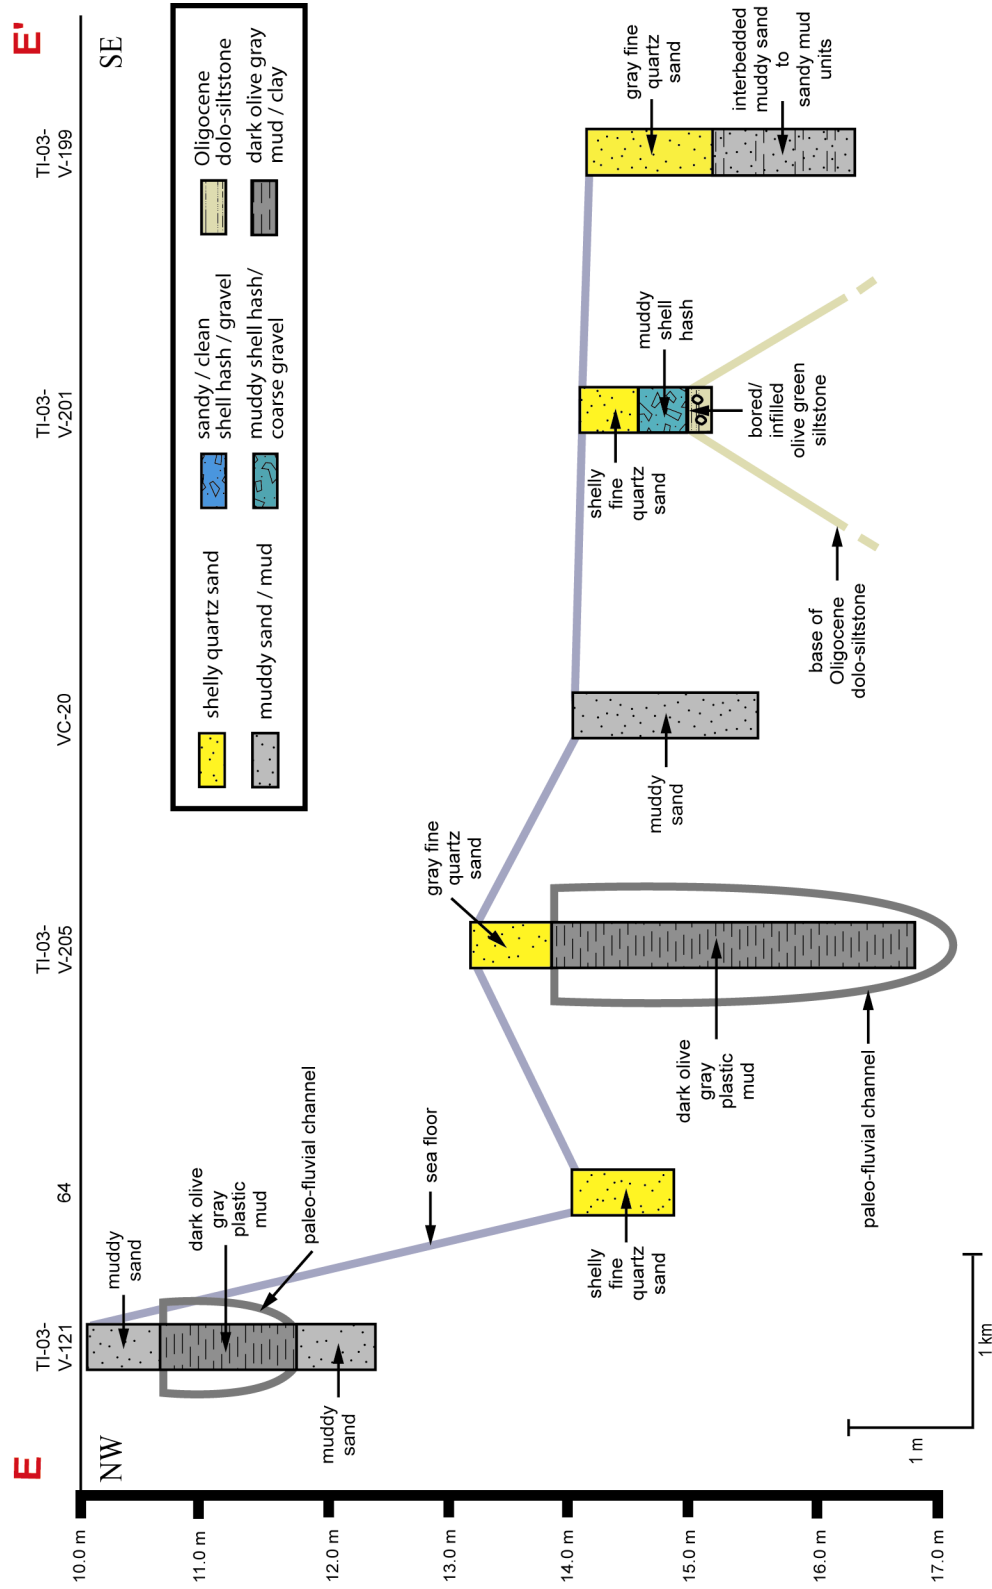 E
E'
NW
SE
TI-03-
V-121
64
TI-03-
V-205
VC-20
TI-03-
V-201
TI-03-
V-199
shelly quartz sand
muddy sand / mud
sandy / clean
shell hash / gravel
muddy shell hash/
coarse gravel
Oligocene
dolo-siltstone
dark olive gray
mud / clay
10.0 m
11.0 m
12.0 m
13.0 m
14.0 m
15.0 m
16.0 m
17.0 m
muddy
sand
dark olive
gray
plastic
mud
paleo-fluvial channel
muddy
sand
sea floor
shelly
fine
quartz
sand
gray fine
quartz
sand
dark olive
gray
plastic
mud
paleo-fluvial channel
muddy
sand
shelly
fine
quartz
sand
muddy
shell
hash
bored/
infilled
olive green
siltstone
base of
Oligocene
dolo-siltstone
gray fine
quartz
sand
interbedded
muddy sand
to
sandy mud
units
1 m
1 km